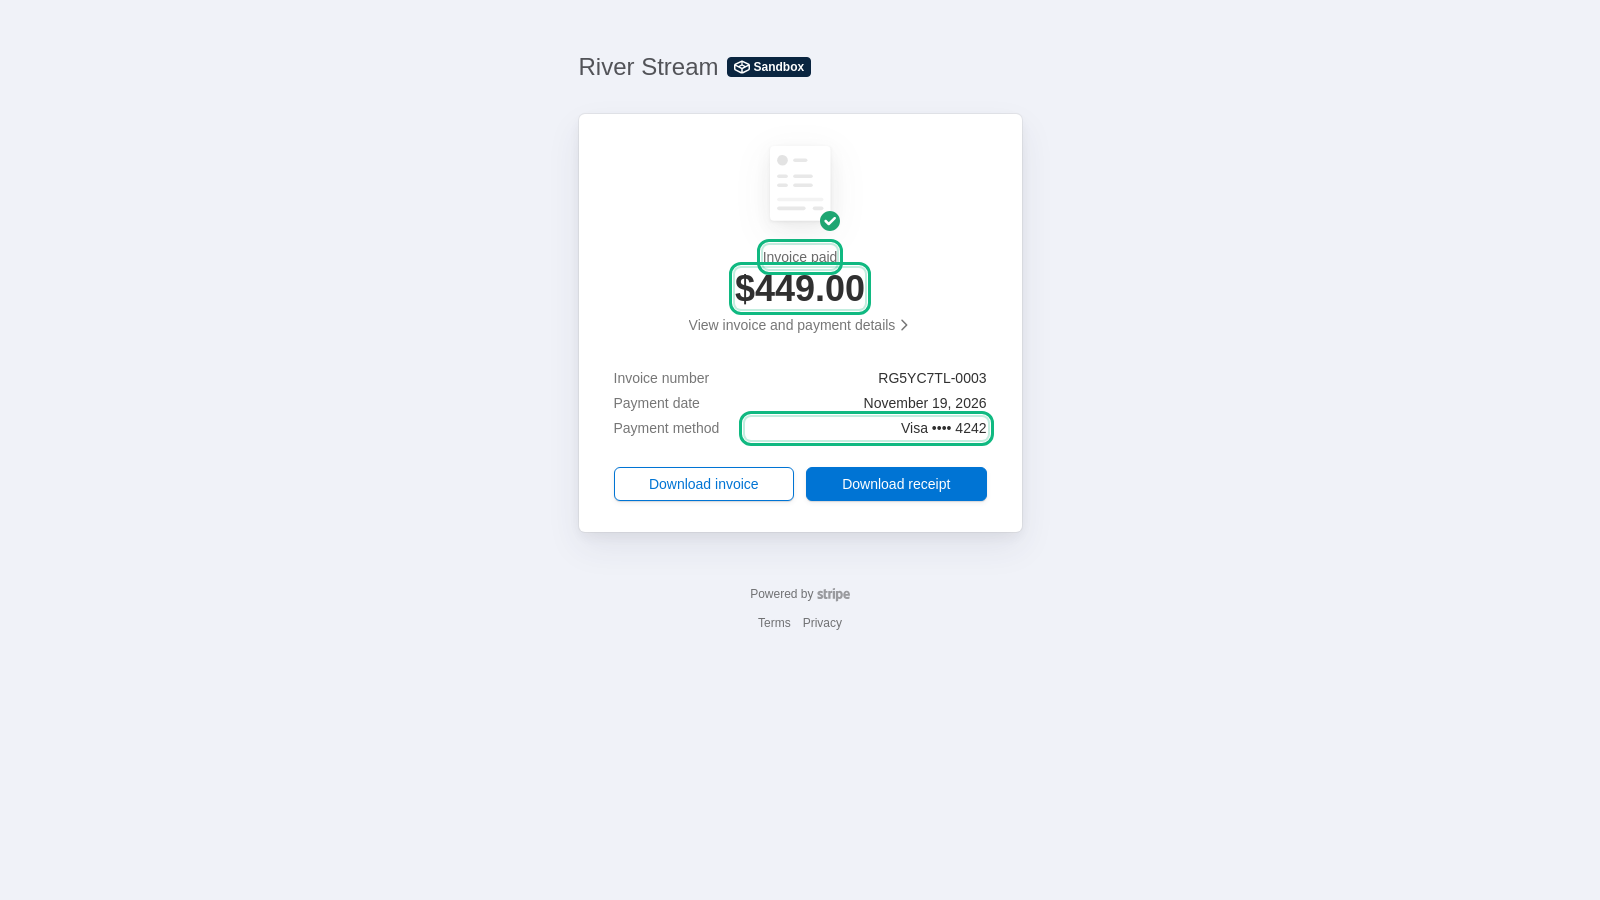 River Stream Sandbox
Invoice paid
$449.00
View invoice and payment details
Invoice number RG5YC7TL-0003
Payment date November 19, 2026
Payment method Visa •••• 4242
Download invoice Download receipt
Powered by stripe
Terms Privacy